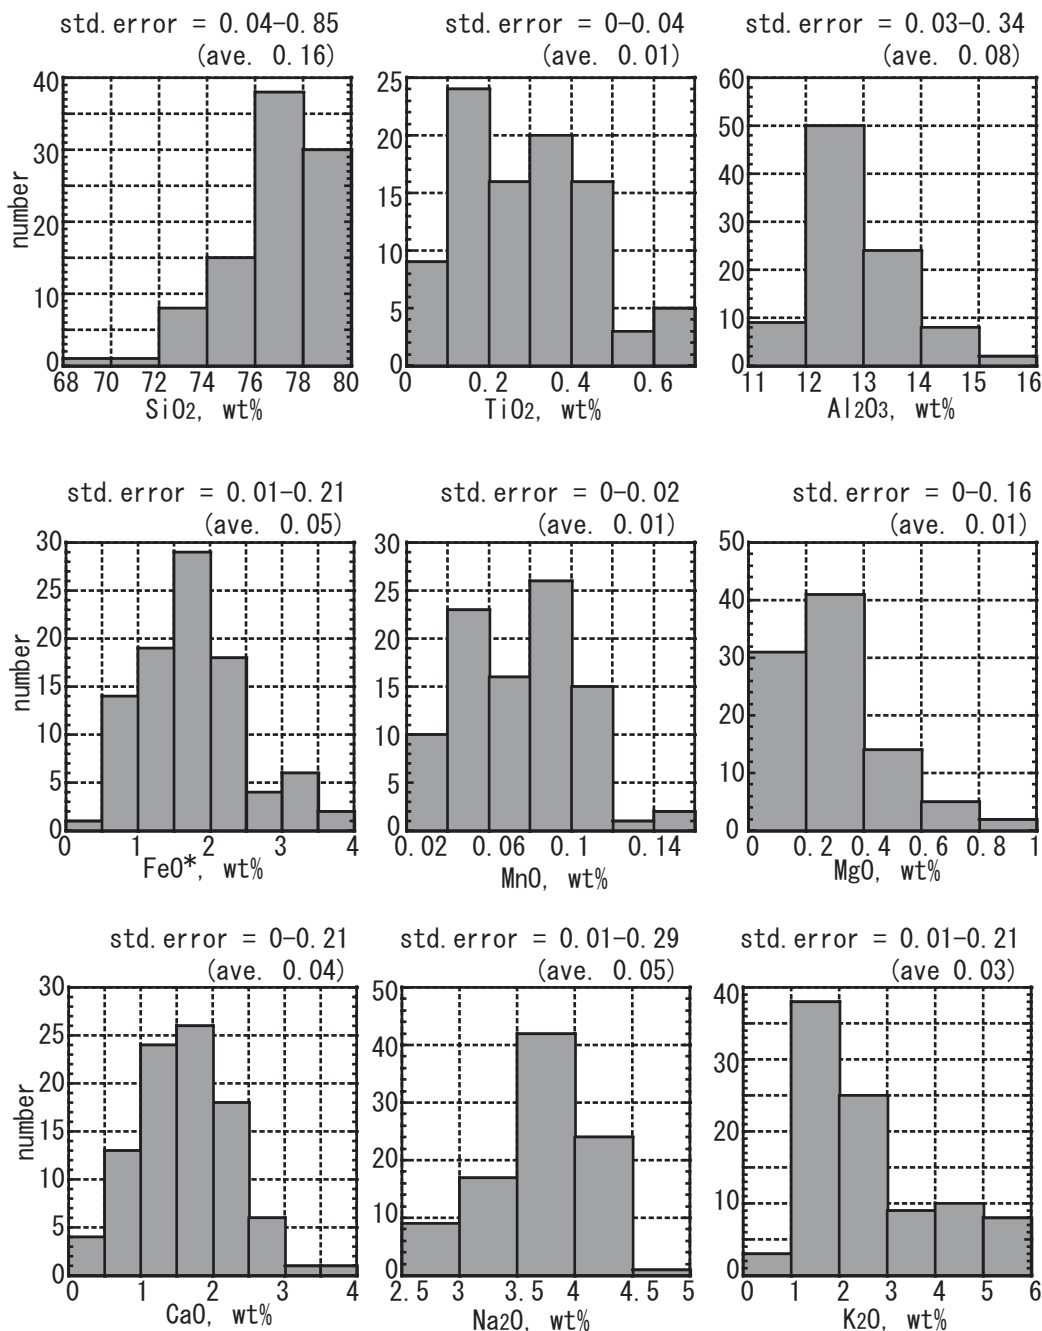 std.error = 0.04-0.85
(ave. 0.16)
number
40
30
20
10
0
68 70 72 74 76 78 80
SiO2, wt%
std.error = 0-0.04
(ave. 0.01)
25
20
15
10
5
0
0 0.2 0.4 0.6
TiO2, wt%
std.error = 0.03-0.34
(ave. 0.08)
60
50
40
30
20
10
0
11 12 13 14 15 16
Al2O3, wt%
std.error = 0.01-0.21
(ave. 0.05)
number
30
25
20
15
10
5
0
0 1 2 3 4
FeO*, wt%
std.error = 0-0.02
(ave. 0.01)
30
25
20
15
10
5
0
0.02 0.06 0.1 0.14
MnO, wt%
std.error = 0-0.16
(ave. 0.01)
50
40
30
20
10
0
0 0.2 0.4 0.6 0.8 1
MgO, wt%
std.error = 0-0.21
(ave. 0.04)
number
30
25
20
15
10
5
0
0 1 2 3 4
CaO, wt%
std.error = 0.01-0.29
(ave. 0.05)
50
40
30
20
10
0
2.5 3 3.5 4 4.5 5
Na2O, wt%
std.error = 0.01-0.21
(ave 0.03)
40
30
20
10
0
0 1 2 3 4 5 6
K2O, wt%